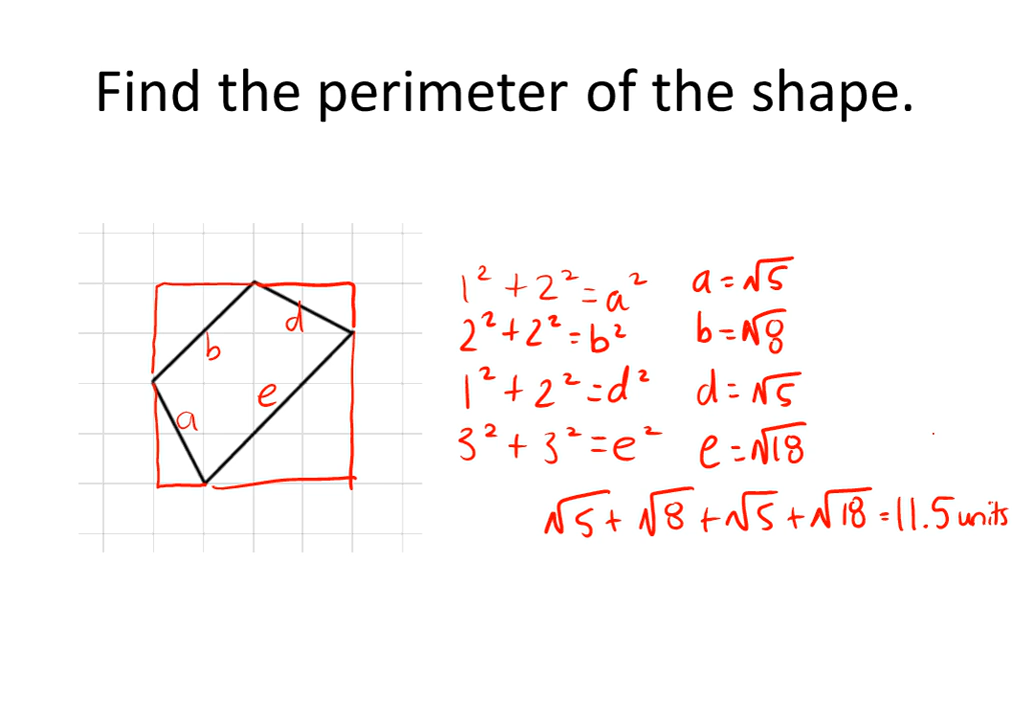 Find the perimeter of the shape.
1² + 2² = a² a = √5
2² + 2² = b² b = √8
1² + 2² = d² d = √5
3² + 3² = e² e = √18
√5 + √8 + √5 + √18 = 11.5 units
d
b
e
a